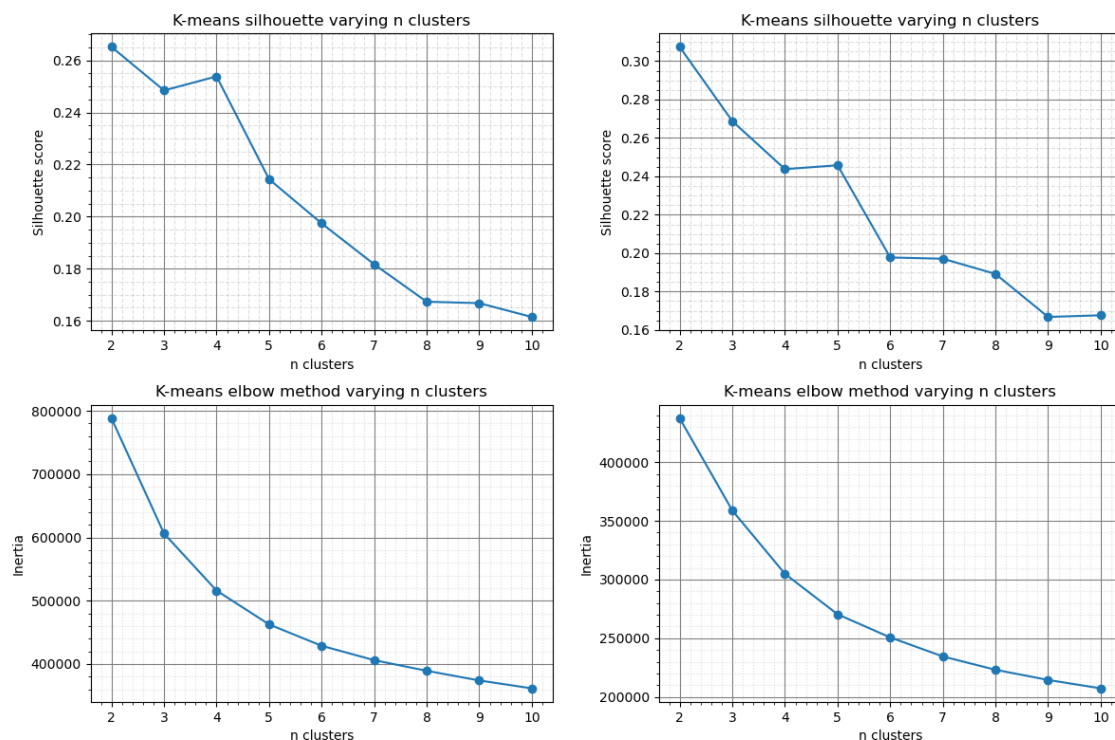 K-means silhouette varying n clusters
Silhouette score
0.26
0.24
0.22
0.20
0.18
0.16
2 3 4 5 6 7 8 9 10
n clusters
K-means silhouette varying n clusters
Silhouette score
0.30
0.28
0.26
0.24
0.22
0.20
0.18
0.16
2 3 4 5 6 7 8 9 10
n clusters
K-means elbow method varying n clusters
Inertia
800000
700000
600000
500000
400000
2 3 4 5 6 7 8 9 10
n clusters
K-means elbow method varying n clusters
Inertia
400000
350000
300000
250000
200000
2 3 4 5 6 7 8 9 10
n clusters